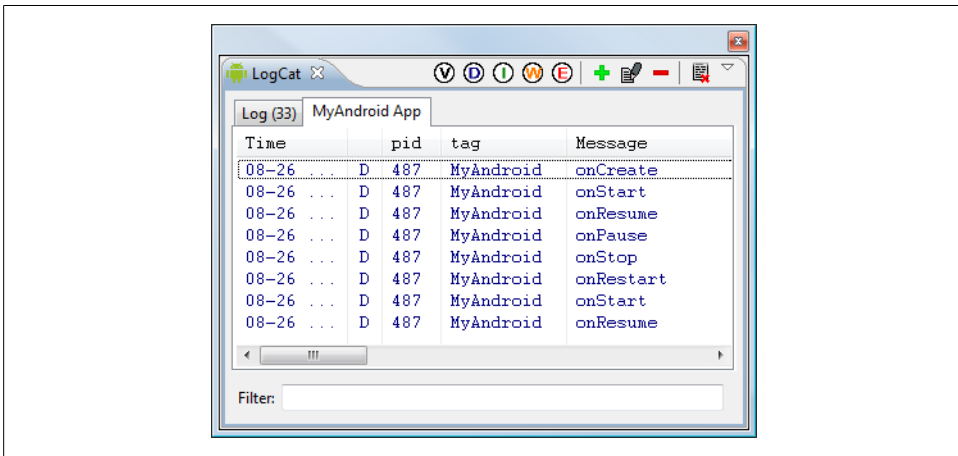 LogCat V D I W E
Log (33) MyAndroid App
Time pid tag Message
08-26 ... D 487 MyAndroid onCreate
08-26 ... D 487 MyAndroid onStart
08-26 ... D 487 MyAndroid onResume
08-26 ... D 487 MyAndroid onPause
08-26 ... D 487 MyAndroid onStop
08-26 ... D 487 MyAndroid onRestart
08-26 ... D 487 MyAndroid onStart
08-26 ... D 487 MyAndroid onResume
Filter: